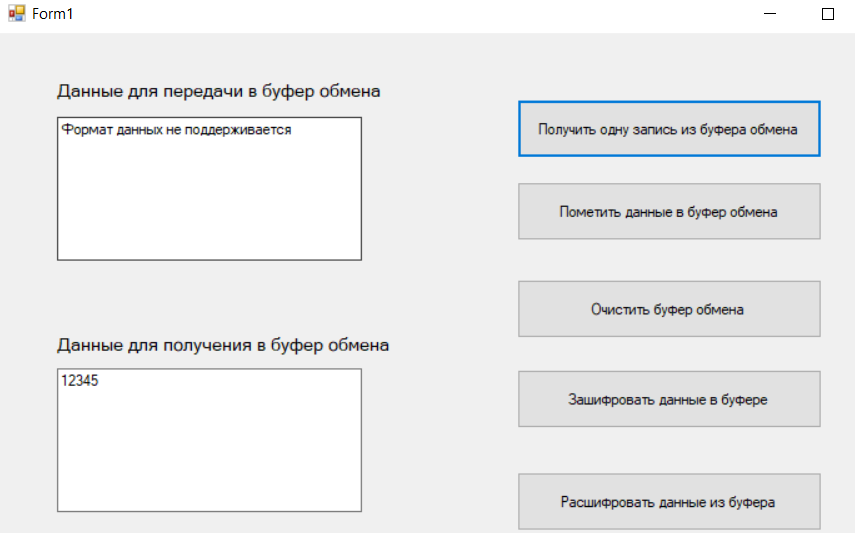 Form1
Данные для передачи в буфер обмена
Формат данных не поддерживается
Получить одну запись из буфера обмена
Пометить данные в буфер обмена
Очистить буфер обмена
Данные для получения в буфер обмена
12345
Зашифровать данные в буфере
Расшифровать данные из буфера